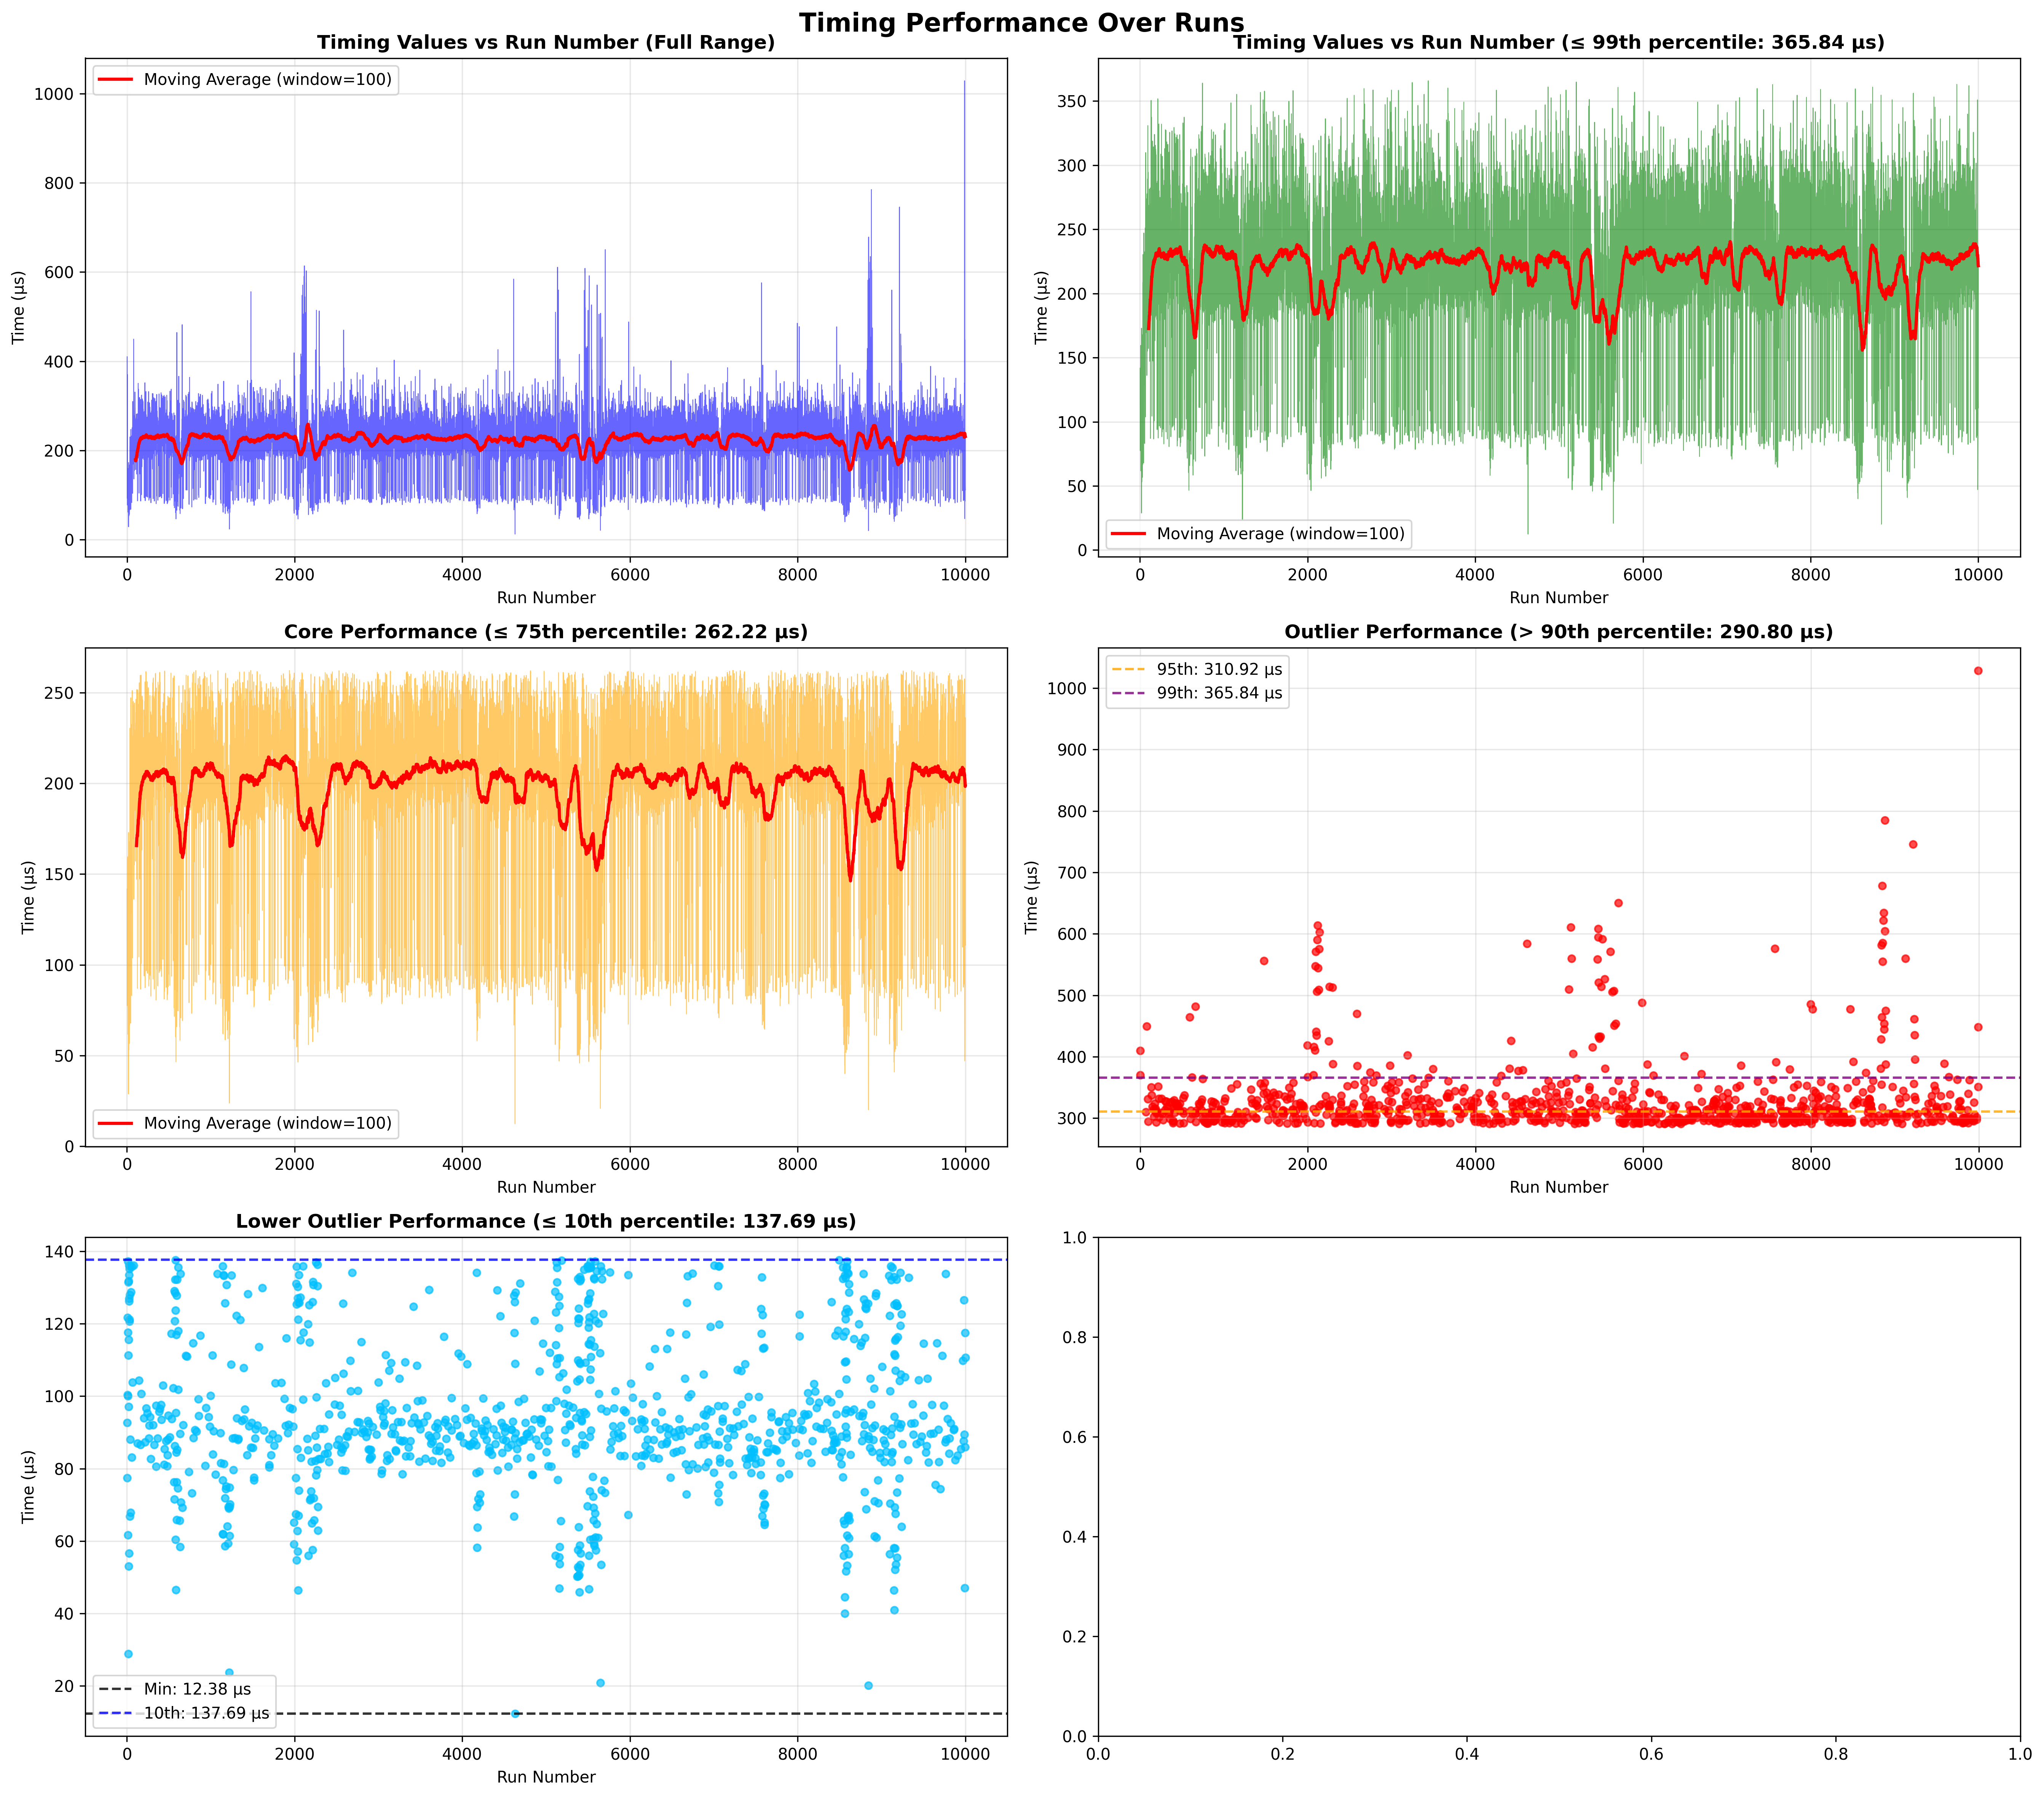 Timing Performance Over Runs
Timing Values vs Run Number (Full Range)
Moving Average (window=100)
1000
800
600
400
200
0
Time (μs)
0 2000 4000 6000 8000 10000
Run Number
Timing Values vs Run Number (≤ 99th percentile: 365.84 μs)
350
300
250
200
150
100
50
0
Time (μs)
Moving Average (window=100)
0 2000 4000 6000 8000 10000
Run Number
Core Performance (≤ 75th percentile: 262.22 μs)
250
200
150
100
50
0
Time (μs)
Moving Average (window=100)
0 2000 4000 6000 8000 10000
Run Number
Outlier Performance (> 90th percentile: 290.80 μs)
95th: 310.92 μs
99th: 365.84 μs
1000
900
800
700
600
500
400
300
Time (μs)
0 2000 4000 6000 8000 10000
Run Number
Lower Outlier Performance (≤ 10th percentile: 137.69 μs)
140
120
100
80
60
40
20
Time (μs)
Min: 12.38 μs
10th: 137.69 μs
0 2000 4000 6000 8000 10000
Run Number
1.0
0.8
0.6
0.4
0.2
0.0
0.0 0.2 0.4 0.6 0.8 1.0